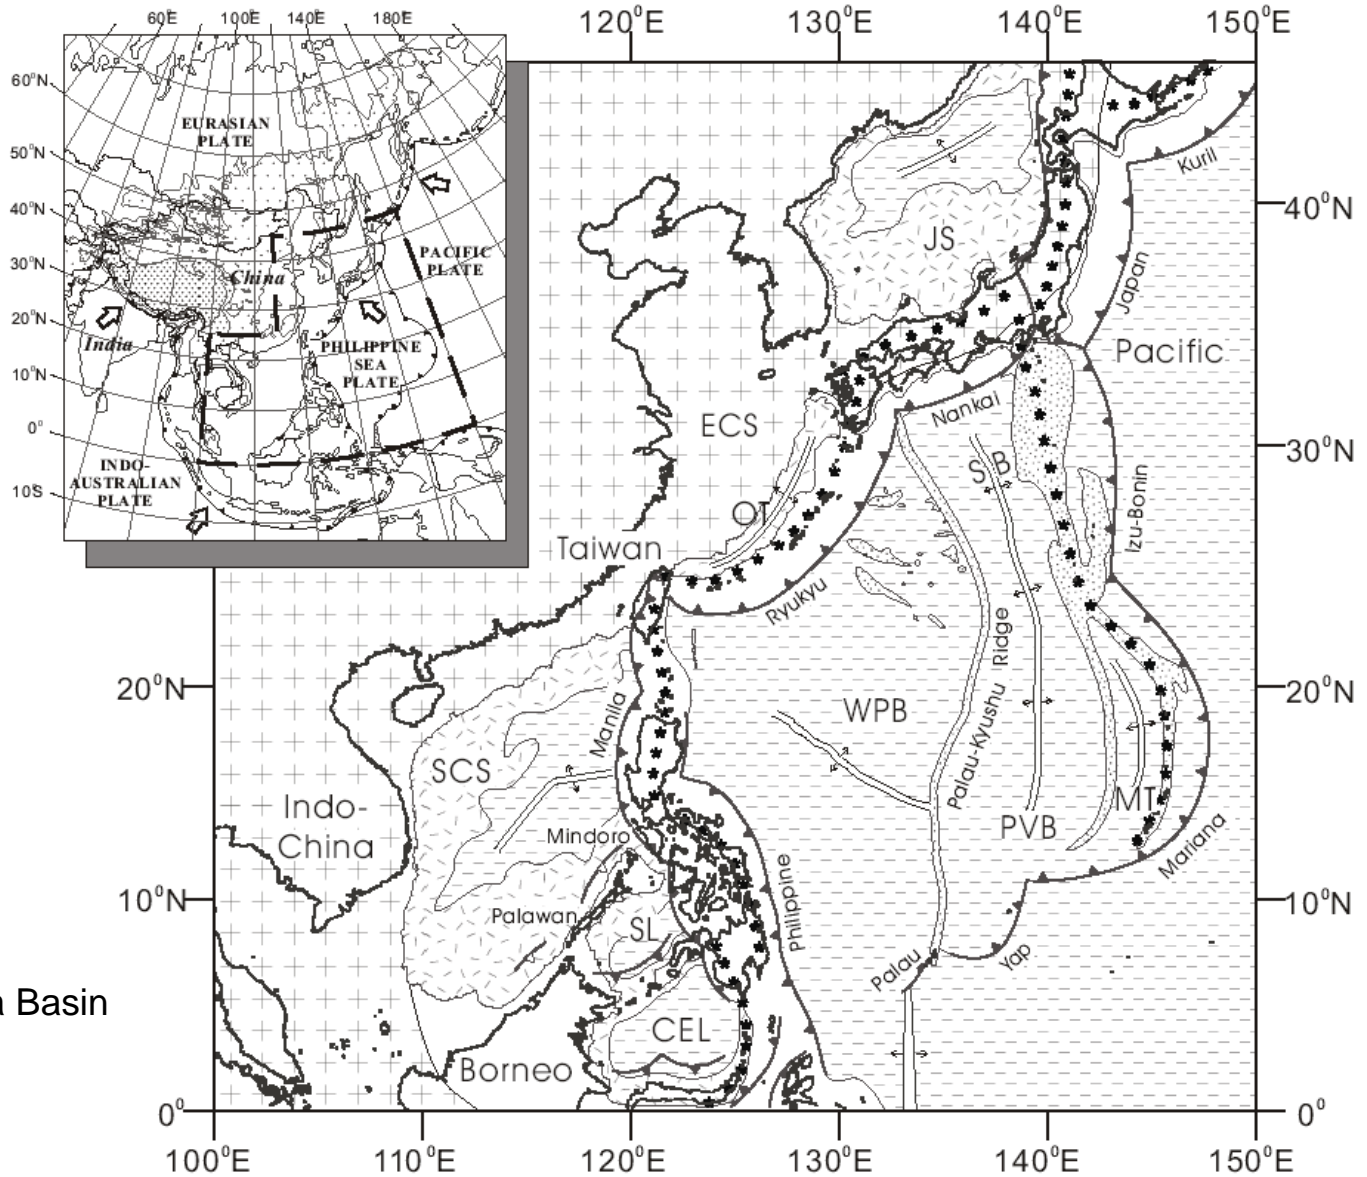 60°E 100°E 140°E 180°E
120°E 130°E 140°E 150°E
60°N
50°N
40°N
30°N
20°N
10°N
0°
10°S
EURASIAN
PLATE
PACIFIC
PLATE
China
India
PHILIPPINE
SEA
PLATE
INDO-
AUSTRALIAN
PLATE
Kuril
40°N
JS
Japan
Pacific
Nankai
ECS
30°N
SB
Izu-Bonin
OT
Taiwan
Ryukyu
Palau-Kyushu Ridge
20°N
20°N
WPB
Manila
SCS
Indo-
China
MT
PVB
Mindoro
Mariana
Philippine
10°N
10°N
Palawan
SL
Palau
Yap
Basin
CEL
Borneo
0°
0°
100°E 110°E 120°E 130°E 140°E 150°E